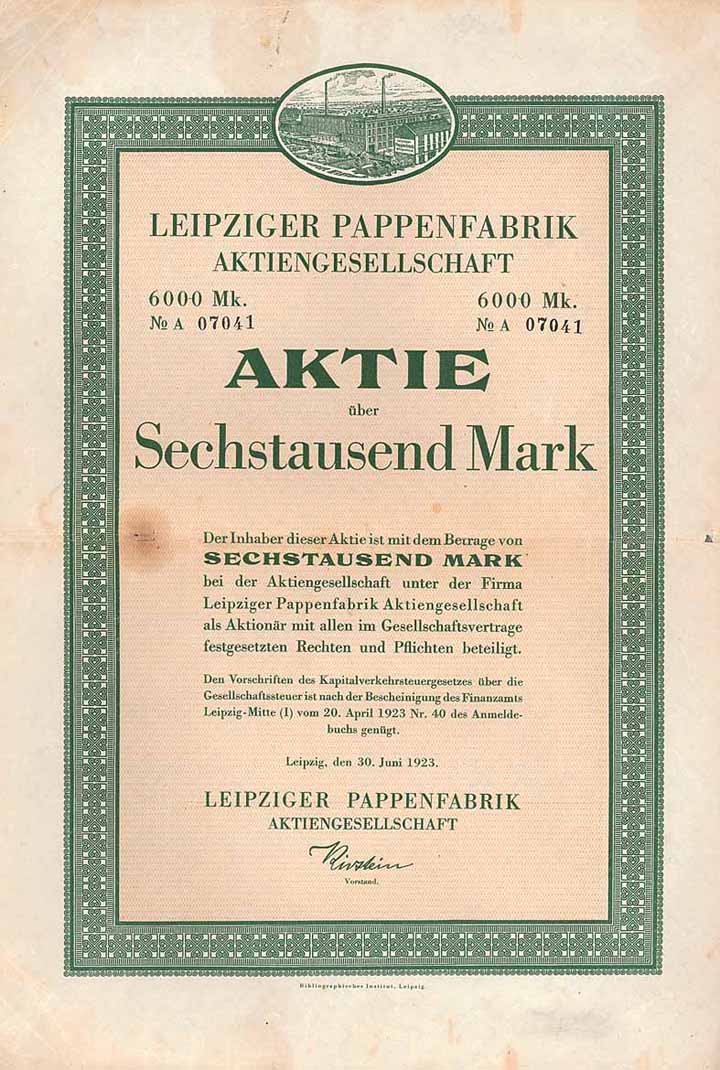 LEIPZIGER PAPPENFABRIK
AKTIENGESELLSCHAFT
6000 Mk. 6000 Mk.
No A 07041 No A 07041
AKTIE
über
Sechstausend Mark
Der Inhaber dieser Aktie ist mit dem Betrage von
SECHSTAUSEND MARK
bei der Aktiengesellschaft unter der Firma
Leipziger Pappenfabrik Aktiengesellschaft
als Aktionär mit allen im Gesellschaftsvertrage
festgesetzten Rechten und Pflichten beteiligt.
Den Vorschriften des Kapitalverkehrsteuergesetzes über die
Gesellschaftssteuer ist nach der Bescheinigung des Finanzamts
Leipzig-Mitte (I) vom 20. April 1923 Nr. 40 des Anmelde-
buchs genügt.
Leipzig, den 30. Juni 1923.
LEIPZIGER PAPPENFABRIK
AKTIENGESELLSCHAFT
Vorstand.
Bibliographisches Institut, Leipzig.